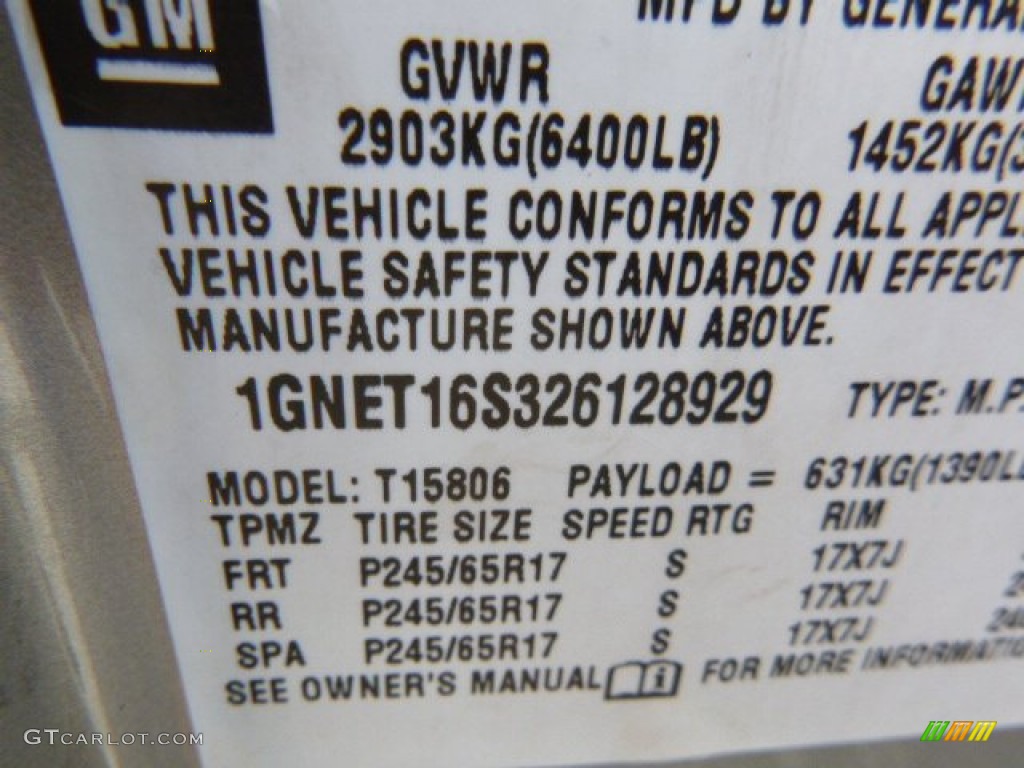 GM
MFD BY GENERA
GVWR GAW
2903KG(6400LB) 1452KG(3
THIS VEHICLE CONFORMS TO ALL APPL
VEHICLE SAFETY STANDARDS IN EFFECT
MANUFACTURE SHOWN ABOVE.
1GNET16S326128929 TYPE: M.P.
MODEL: T15806 PAYLOAD = 631KG(1390L
TPMZ TIRE SIZE SPEED RTG RIM
FRT P245/65R17 S 17X7J
RR P245/65R17 S 17X7J
SPA P245/65R17 S 17X7J
SEE OWNER'S MANUAL i FOR MORE INFORMATIO
GTCARLOT.COM